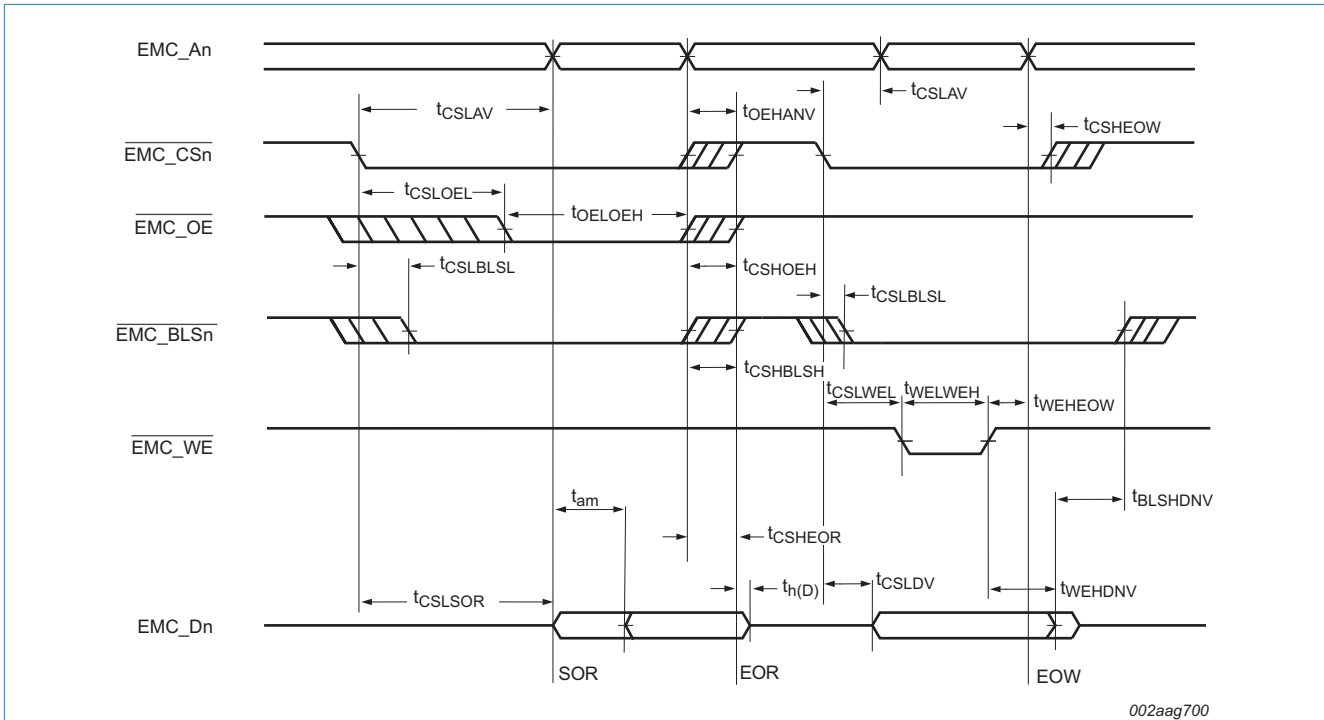 EMC_An
tCSLAV
tCSLAV
tOEHANV
tCSHEOW
EMC_CSn
tCSLOEL
tOELOEH
EMC_OE
tCSLBLSL
tCSHOEH
tCSLBLSL
EMC_BLSn
tCSHBLSH
tCSLWEL
tWELWEH
tWEHEOW
EMC_WE
tam
tBLSHDNV
tCSHEOR
tCSLSOR
th(D)
tCSLDV
tWEHDNV
EMC_Dn
SOR
EOR
EOW
002aag700